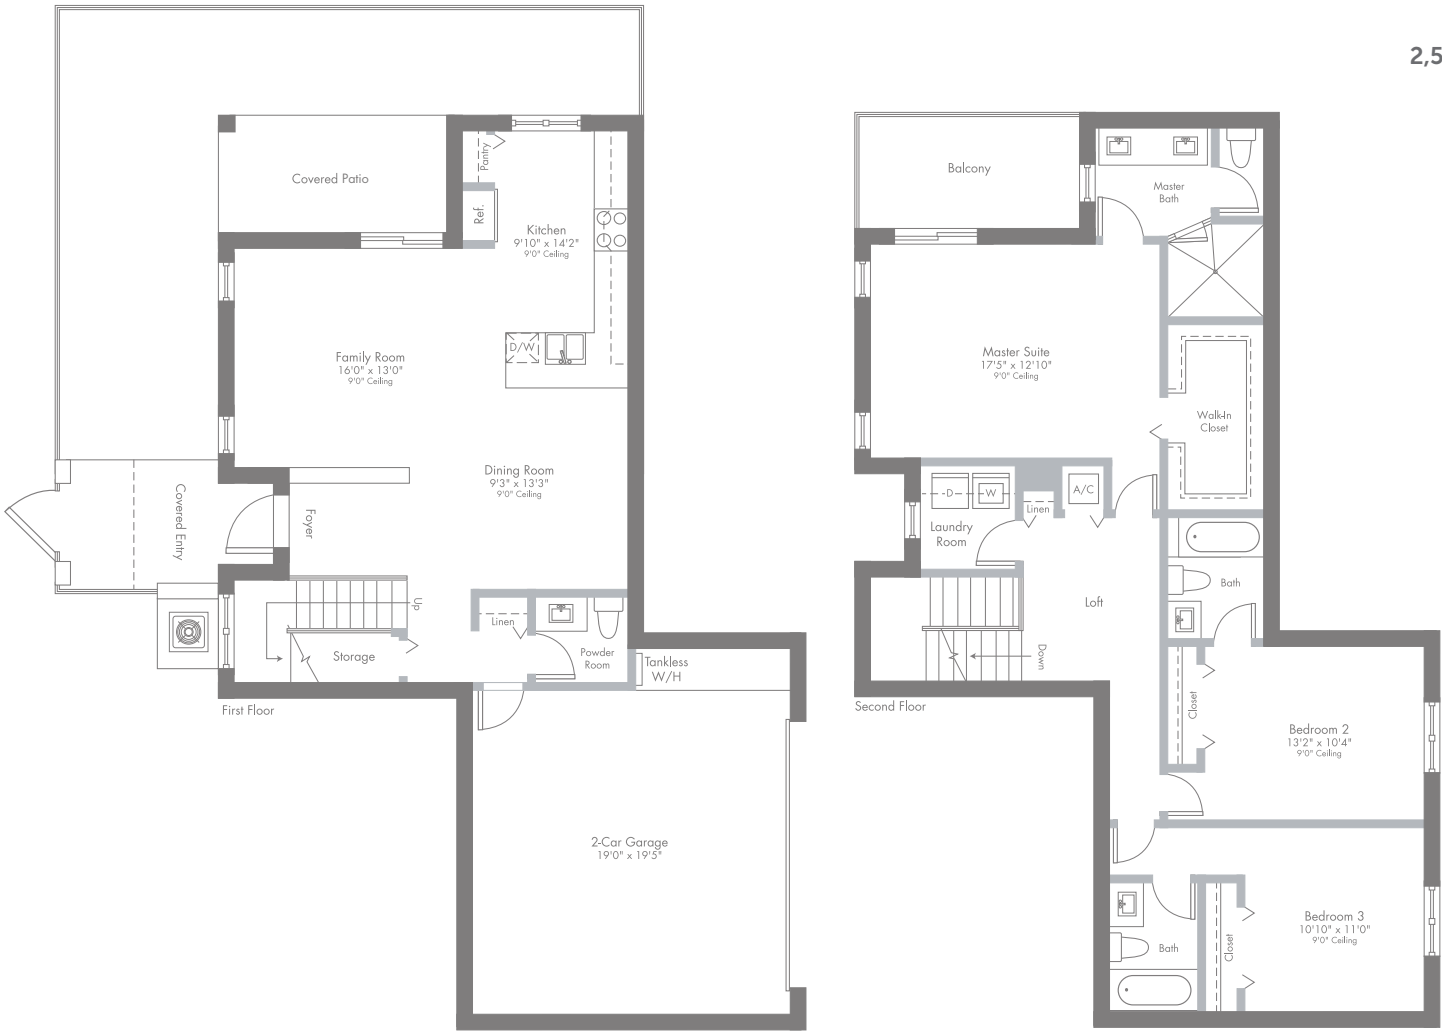 2,5
Covered Patio
Pantry
Ref.
Kitchen
9'10" x 14'2"
9'0" Ceiling
D/W
Family Room
16'0" x 13'0"
9'0" Ceiling
Dining Room
9'3" x 13'3"
9'0" Ceiling
Covered Entry
Foyer
Up
Linen
Storage
Powder
Room
Tankless
W/H
First Floor
2-Car Garage
19'0" x 19'5"
Balcony
Master
Bath
Master Suite
17'5" x 12'10"
9'0" Ceiling
Walk-In
Closet
D
W
A/C
Linen
Laundry
Room
Loft
Bath
Down
Second Floor
Closet
Bedroom 2
13'2" x 10'4"
9'0" Ceiling
Bedroom 3
10'10" x 11'0"
9'0" Ceiling
Closet
Bath